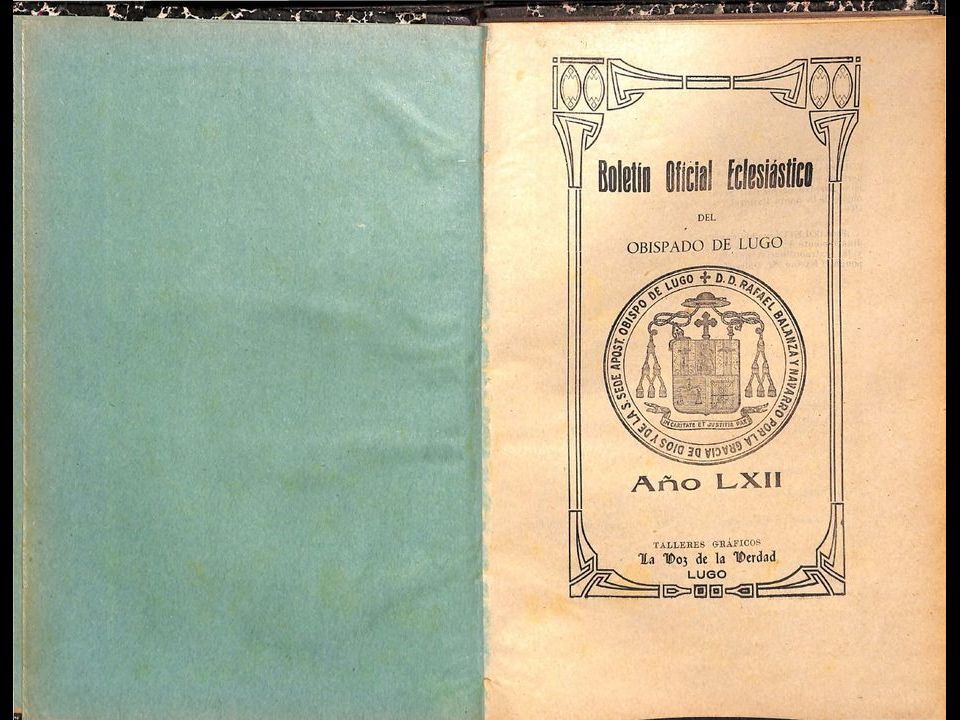 Boletín Oficial Eclesiástico
DEL
OBISPADO DE LUGO
D. D. RAFAEL BALANZA Y NAVARRO POR LA GRACIA DE DIOS Y DE LA S. SEDE APOST. OBISPO DE LUGO
IN CARITATE ET JUSTITIA PAX
Año LXII
TALLERES GRÁFICOS
La Voz de la Verdad
LUGO